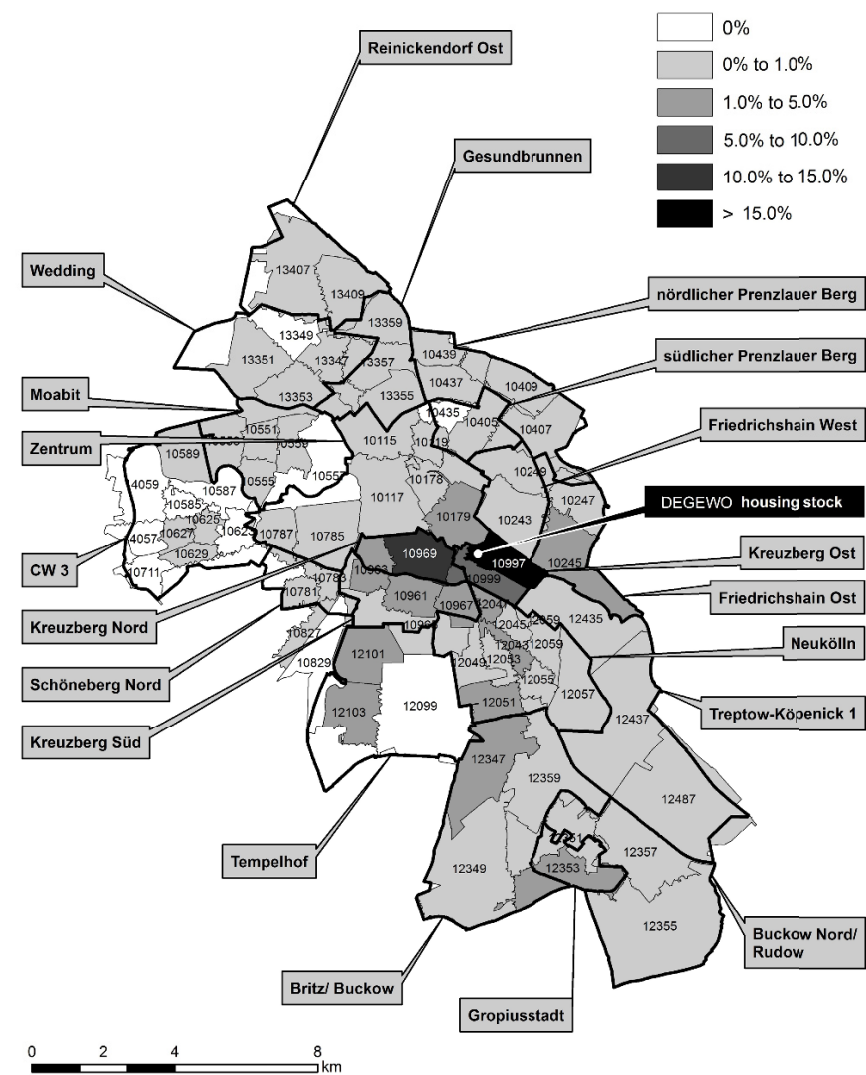 0%
0% to 1.0%
1.0% to 5.0%
5.0% to 10.0%
10.0% to 15.0%
> 15.0%
Reinickendorf Ost
Gesundbrunnen
Wedding
nördlicher Prenzlauer Berg
südlicher Prenzlauer Berg
Moabit
Zentrum
Friedrichshain West
DEGEWO housing stock
CW 3
Kreuzberg Ost
Friedrichshain Ost
Kreuzberg Nord
Neukölln
Schöneberg Nord
Treptow-Köpenick 1
Kreuzberg Süd
Tempelhof
Buckow Nord/
Rudow
Britz/ Buckow
Gropiusstadt
13407
13409
13359
13349
13351
13347
13357
13353
13355
10439
10437
10409
10435
10405
10407
10551
10589
10559
10115
10119
10557
10555
10249
4059
10587
10178
10247
10585
10117
10625
10179
10243
4057
10627
10787
10785
10629
10711
10969
10997
10245
10963
10999
10783
10781
10961
10967
12435
12045
12059
10827
12043
12059
12101
12049
12053
10829
12055
12057
12051
12103
12099
12437
12347
12359
12487
12357
12349
12353
12355
0
2
4
8
km